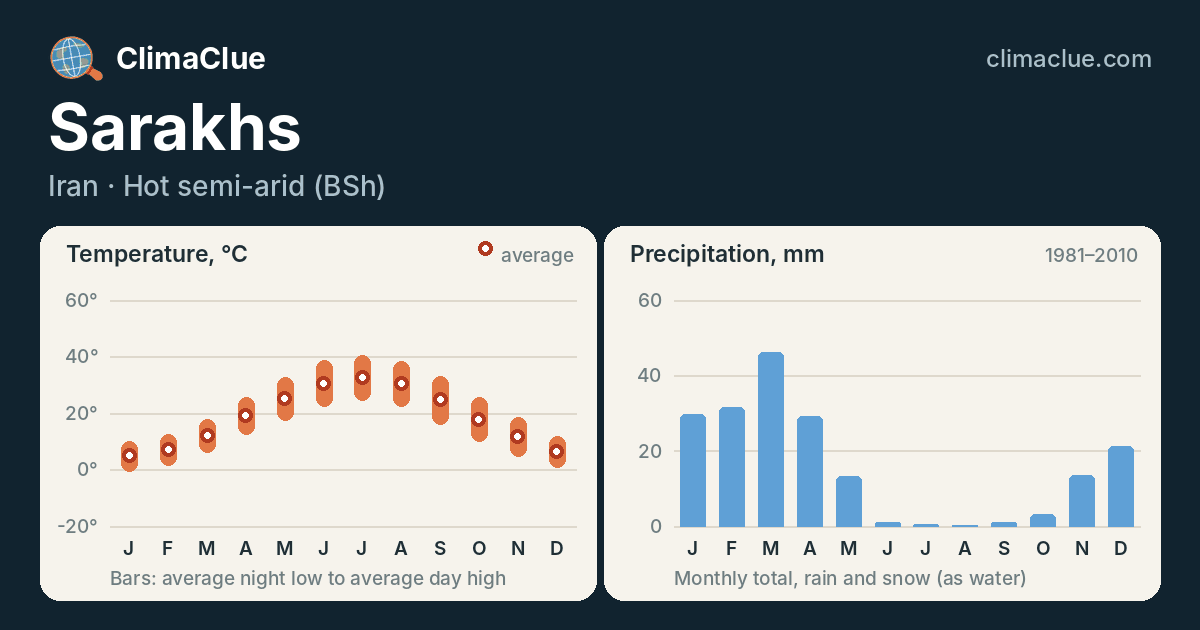 ClimaClue
climaclue.com
Sarakhs
Iran · Hot semi-arid (BSh)
Temperature, °C
average
60°
40°
20°
0°
-20°
J F M A M J J A S O N D
Bars: average night low to average day high
Precipitation, mm
1981–2010
60
40
20
0
J F M A M J J A S O N D
Monthly total, rain and snow (as water)